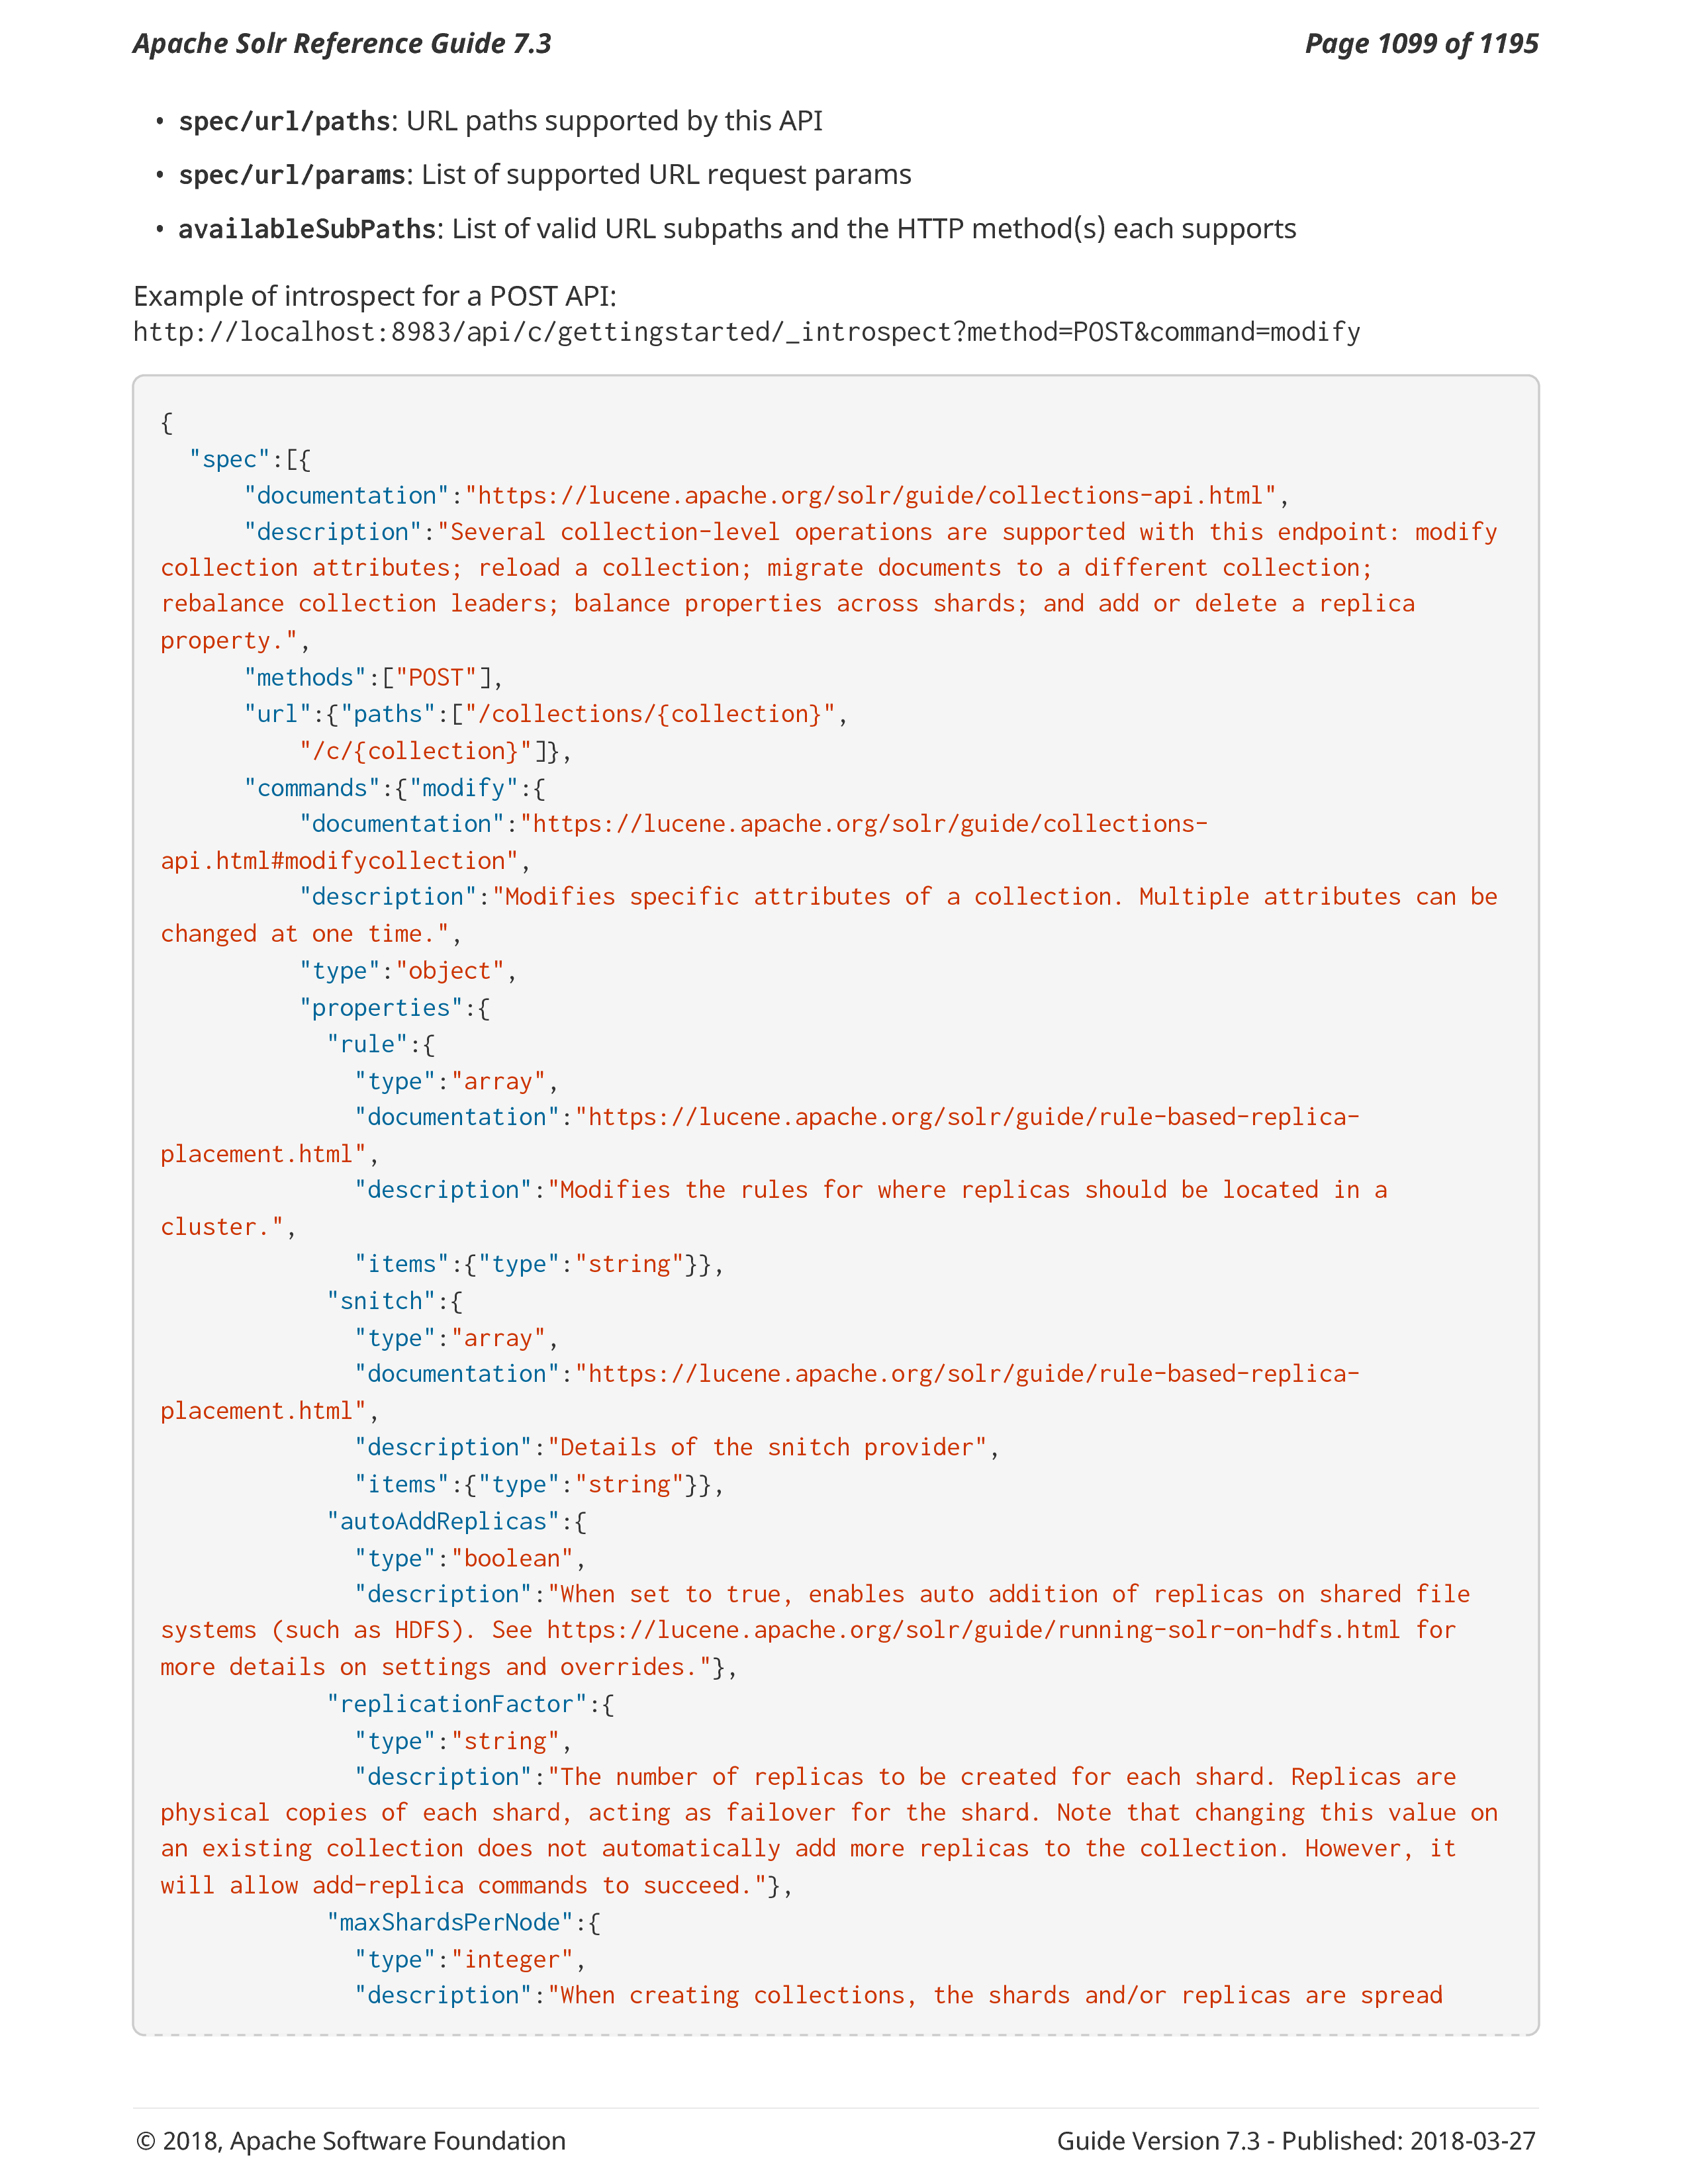 Apache Solr Reference Guide 7.3
Page 1099 of 1195
• spec/url/paths: URL paths supported by this API
• spec/url/params: List of supported URL request params
• availableSubPaths: List of valid URL subpaths and the HTTP method(s) each supports
Example of introspect for a POST API:
http://localhost:8983/api/c/gettingstarted/_introspect?method=POST&command=modify
{
  "spec":[{
      "documentation":"https://lucene.apache.org/solr/guide/collections-api.html",
      "description":"Several collection-level operations are supported with this endpoint: modify
collection attributes; reload a collection; migrate documents to a different collection;
rebalance collection leaders; balance properties across shards; and add or delete a replica
property.",
      "methods":["POST"],
      "url":{"paths":["/collections/{collection}",
          "/c/{collection}"]},
      "commands":{"modify":{
          "documentation":"https://lucene.apache.org/solr/guide/collections-
api.html#modifycollection",
          "description":"Modifies specific attributes of a collection. Multiple attributes can be
changed at one time.",
          "type":"object",
          "properties":{
            "rule":{
              "type":"array",
              "documentation":"https://lucene.apache.org/solr/guide/rule-based-replica-
placement.html",
              "description":"Modifies the rules for where replicas should be located in a
cluster.",
              "items":{"type":"string"}},
            "snitch":{
              "type":"array",
              "documentation":"https://lucene.apache.org/solr/guide/rule-based-replica-
placement.html",
              "description":"Details of the snitch provider",
              "items":{"type":"string"}},
            "autoAddReplicas":{
              "type":"boolean",
              "description":"When set to true, enables auto addition of replicas on shared file
systems (such as HDFS). See https://lucene.apache.org/solr/guide/running-solr-on-hdfs.html for
more details on settings and overrides."},
            "replicationFactor":{
              "type":"string",
              "description":"The number of replicas to be created for each shard. Replicas are
physical copies of each shard, acting as failover for the shard. Note that changing this value on
an existing collection does not automatically add more replicas to the collection. However, it
will allow add-replica commands to succeed."},
            "maxShardsPerNode":{
              "type":"integer",
              "description":"When creating collections, the shards and/or replicas are spread
© 2018, Apache Software Foundation
Guide Version 7.3 - Published: 2018-03-27